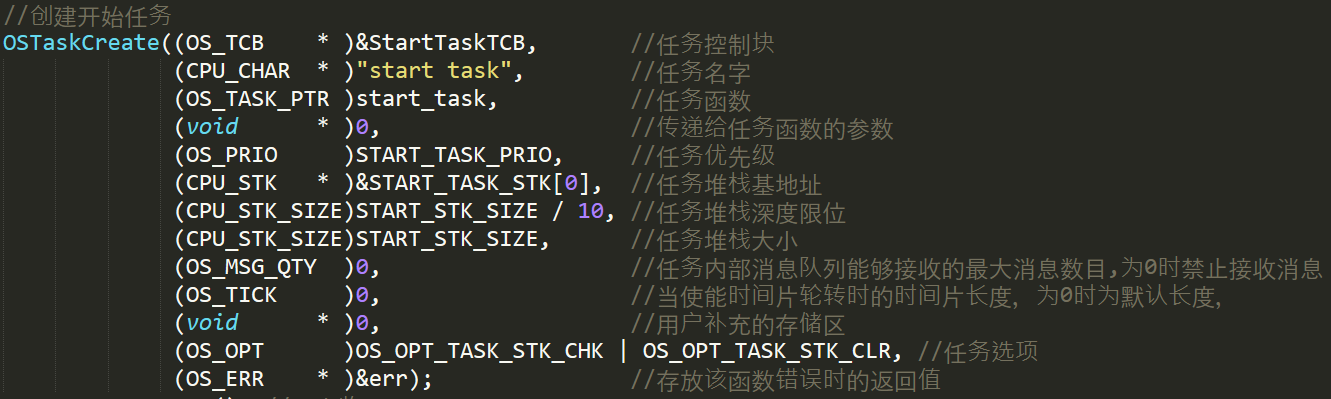 //创建开始任务
OSTaskCreate((OS_TCB    * )&StartTaskTCB,       //任务控制块
             (CPU_CHAR  * )"start task",        //任务名字
             (OS_TASK_PTR )start_task,          //任务函数
             (void      * )0,                   //传递给任务函数的参数
             (OS_PRIO     )START_TASK_PRIO,     //任务优先级
             (CPU_STK   * )&START_TASK_STK[0],  //任务堆栈基地址
             (CPU_STK_SIZE)START_STK_SIZE / 10, //任务堆栈深度限位
             (CPU_STK_SIZE)START_STK_SIZE,      //任务堆栈大小
             (OS_MSG_QTY  )0,                   //任务内部消息队列能够接收的最大消息数目,为0时禁止接收消息
             (OS_TICK     )0,                   //当使能时间片轮转时的时间片长度，为0时为默认长度，
             (void      * )0,                   //用户补充的存储区
             (OS_OPT      )OS_OPT_TASK_STK_CHK | OS_OPT_TASK_STK_CLR, //任务选项
             (OS_ERR    * )&err);               //存放该函数错误时的返回值